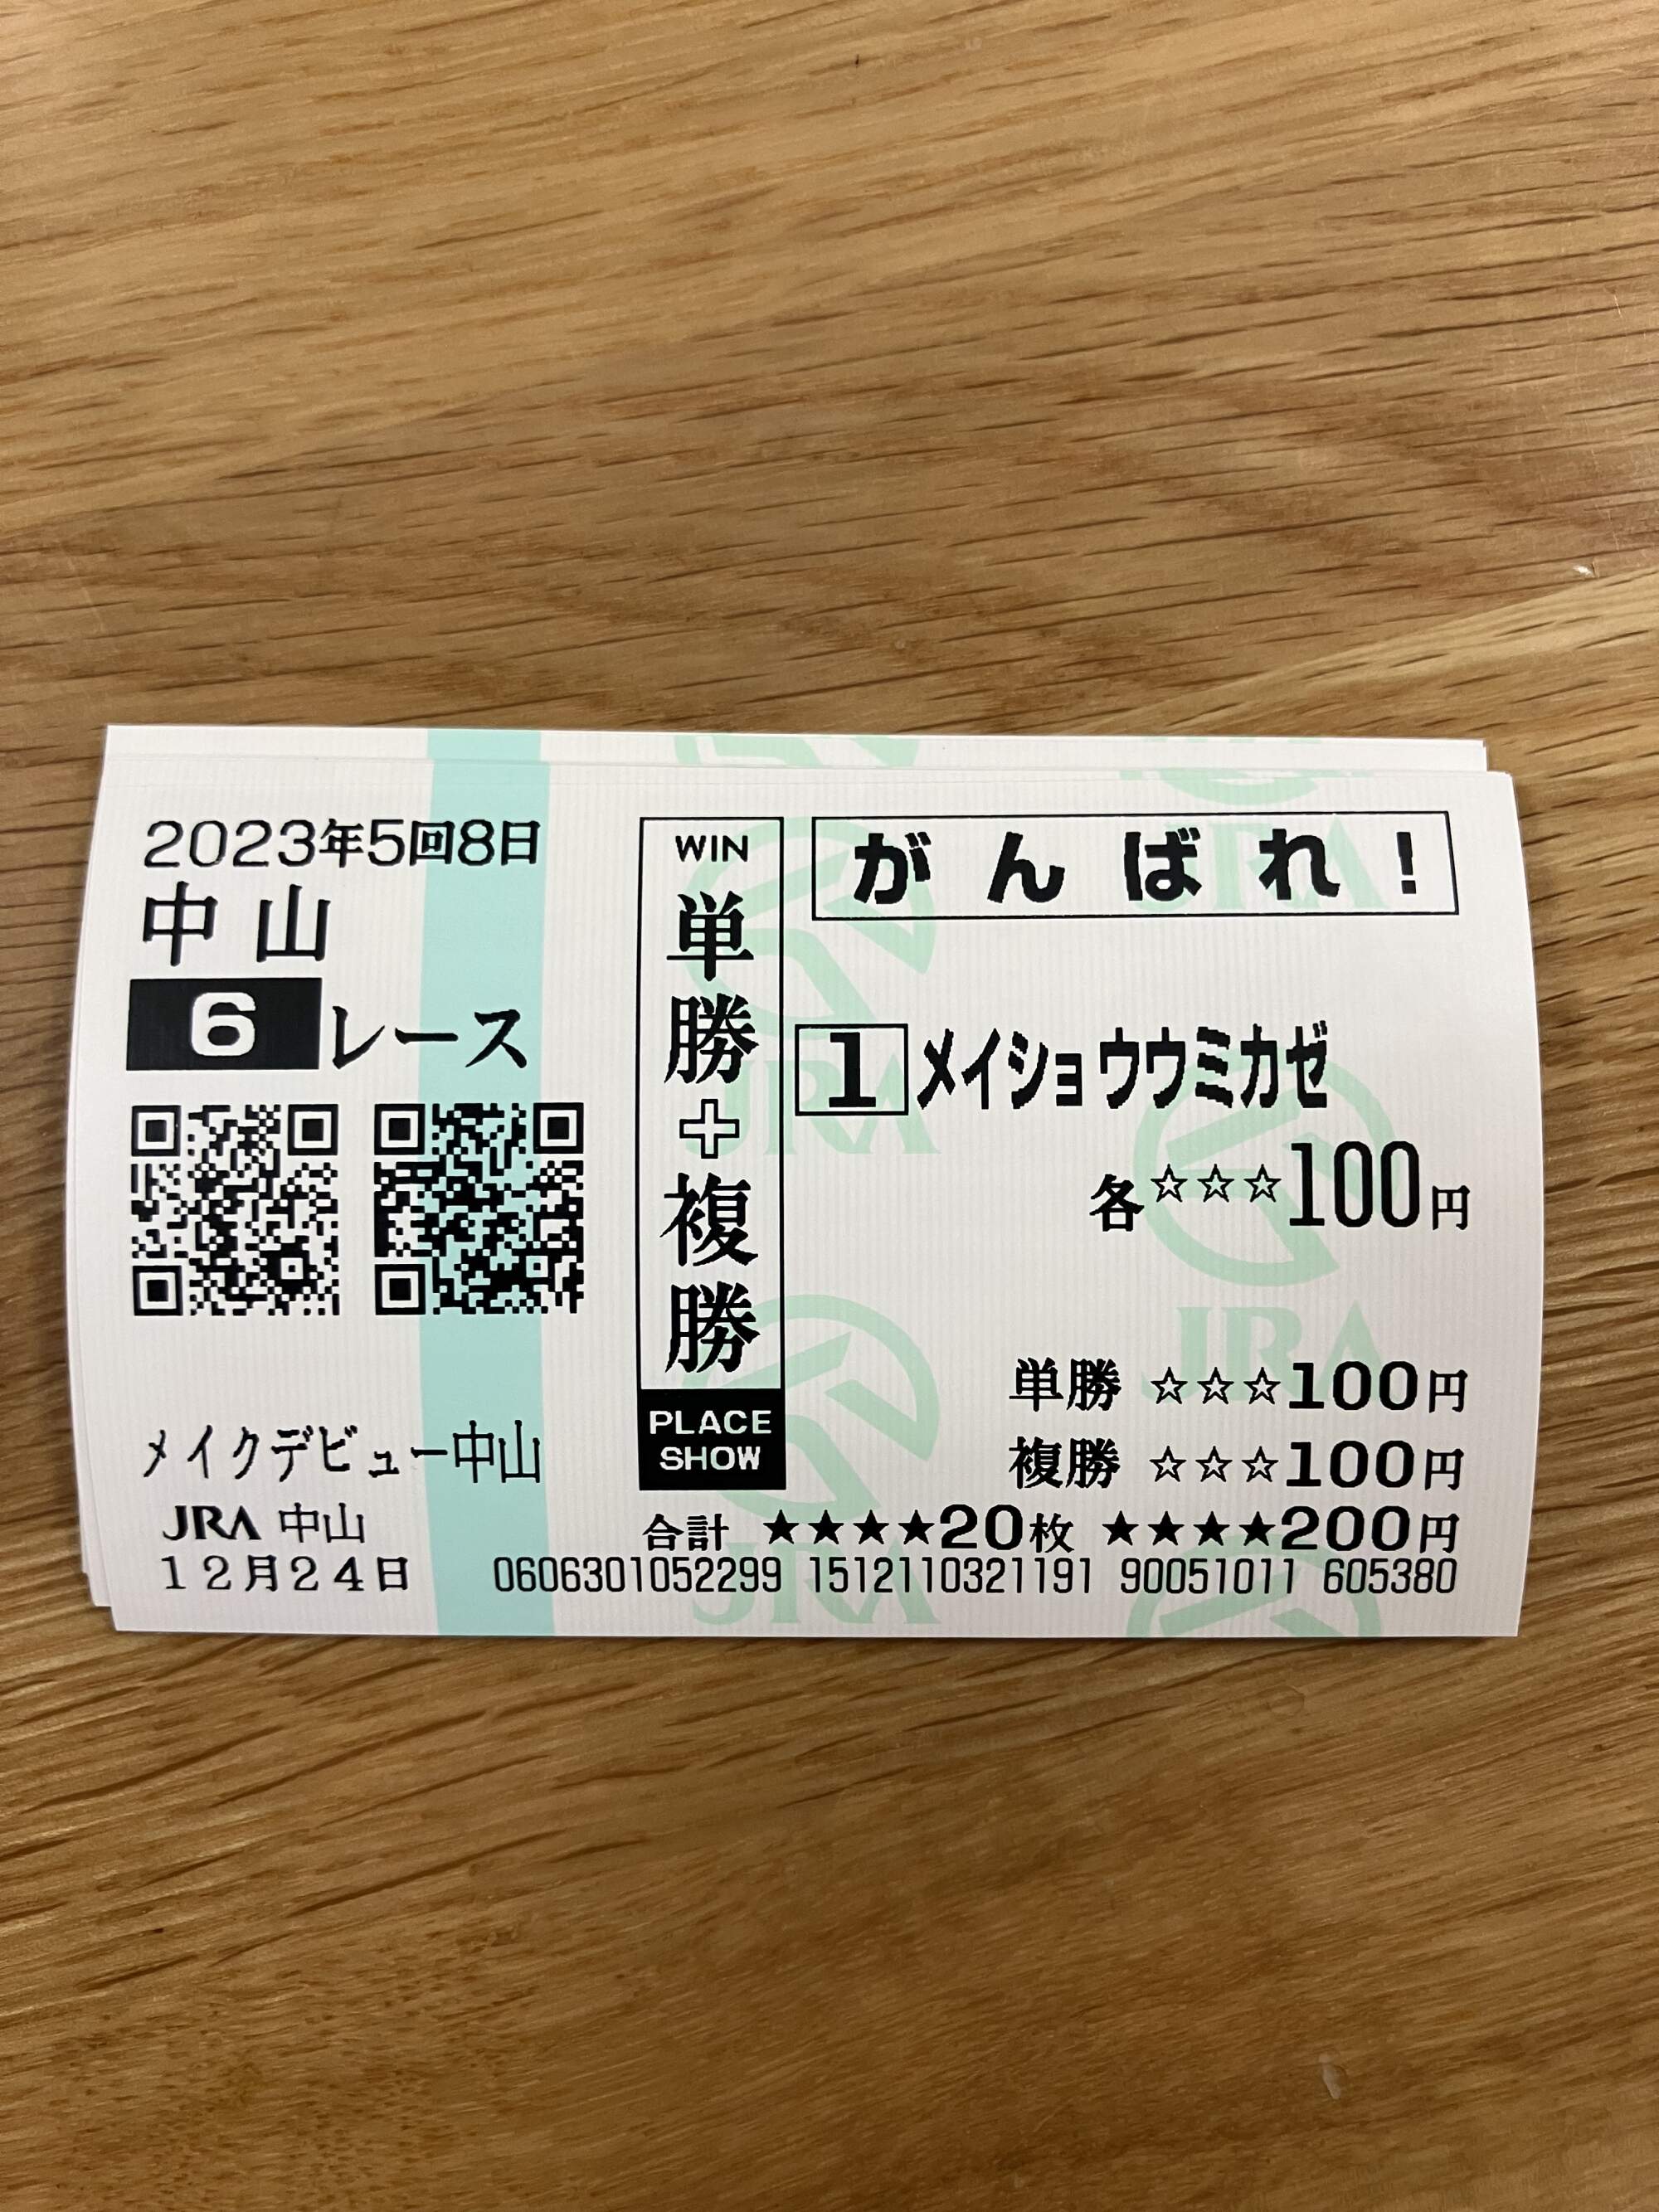 2023年5回8日
中山
6レース
メイクデビュー中山
JRA 中山
12月24日
WIN
単勝+複勝
PLACE
SHOW
がんばれ!
1 メイショウウミカゼ
各☆☆☆100円
単勝 ☆☆☆100円
複勝 ☆☆☆100円
合計 ★★★★20枚 ★★★★200円
0606301052299 1512110321191 90051011 605380
JRA
JRA
JRA
JRA